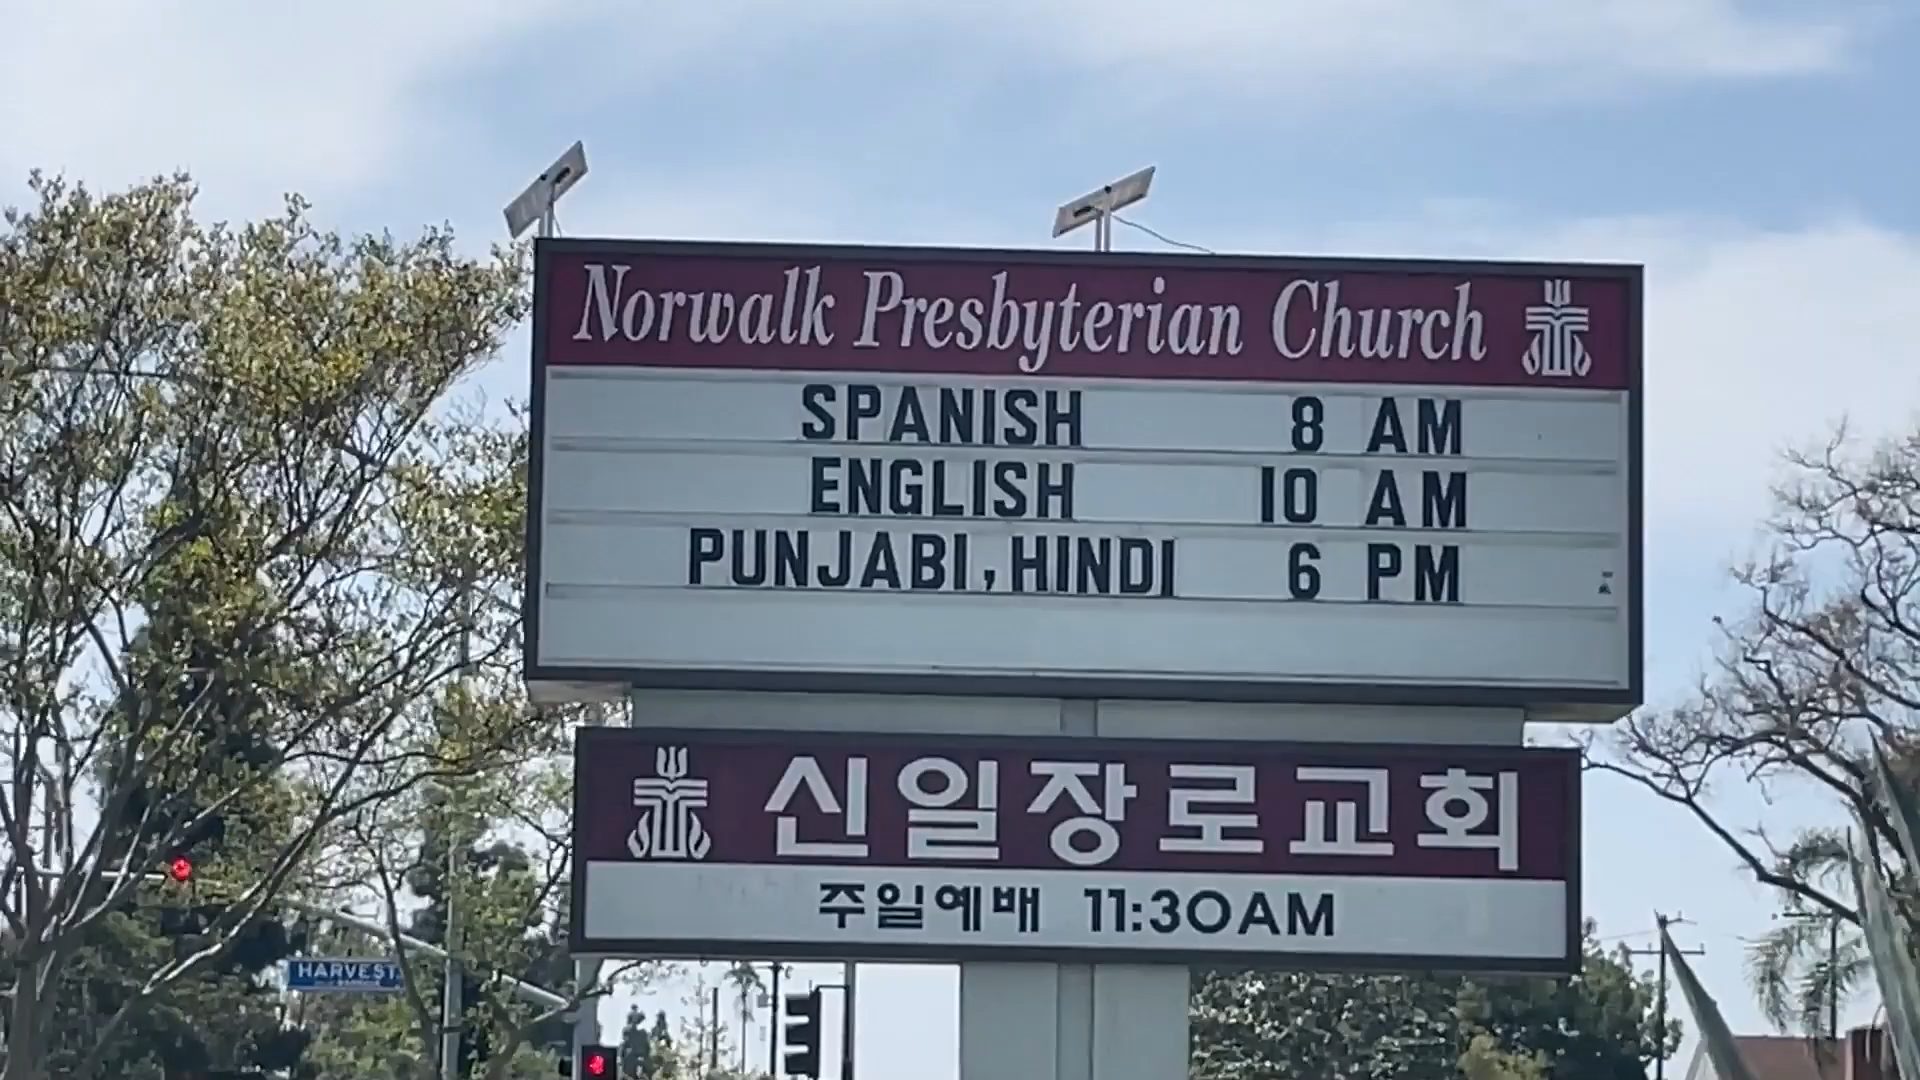 Norwalk Presbyterian Church
SPANISH 8 AM
ENGLISH 10 AM
PUNJABI, HINDI 6 PM
신일장로교회
주일예배 11:30AM
HARVEST